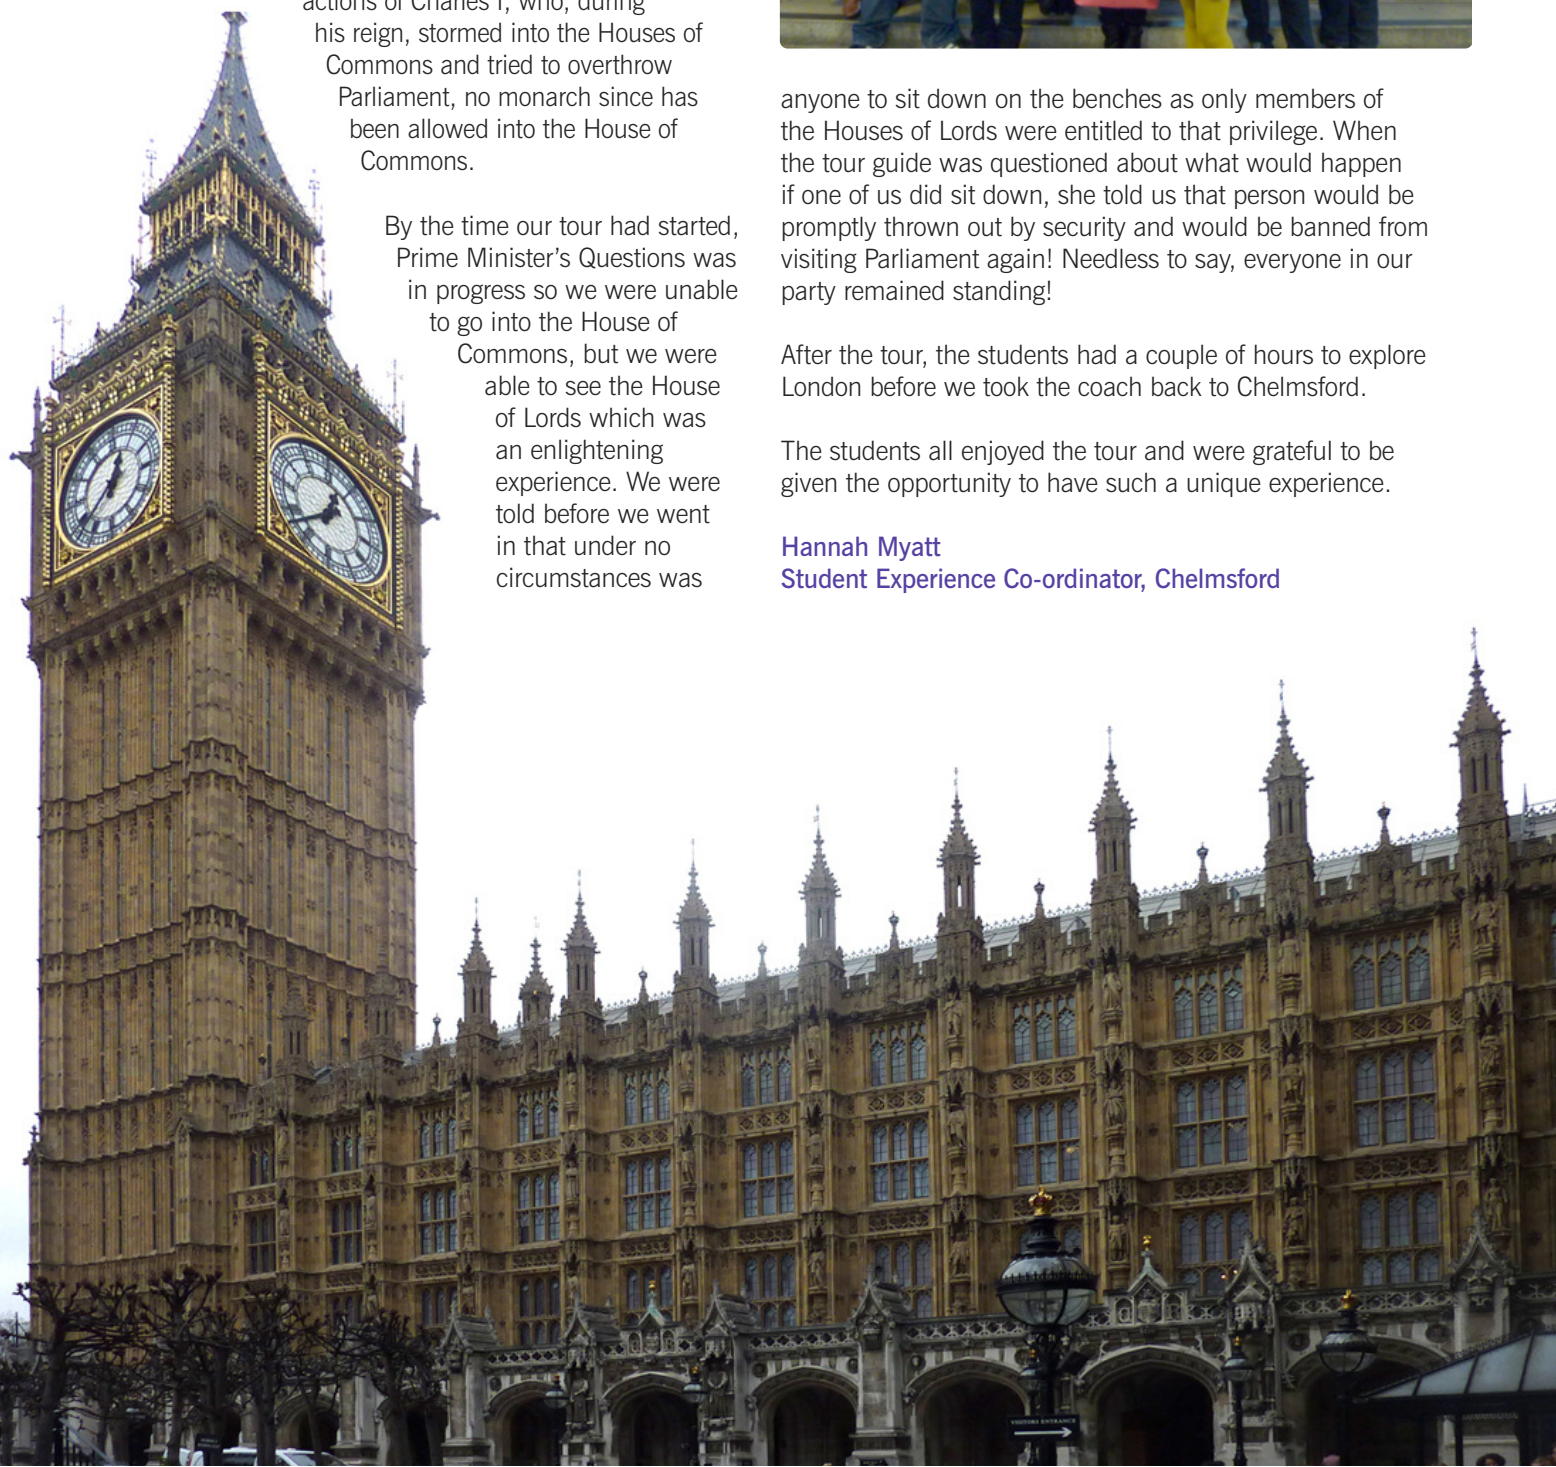 actions of Charles I, who, during
his reign, stormed into the Houses of
Commons and tried to overthrow
Parliament, no monarch since has
been allowed into the House of
Commons.
By the time our tour had started,
Prime Minister’s Questions was
in progress so we were unable
to go into the House of
Commons, but we were
able to see the House
of Lords which was
an enlightening
experience. We were
told before we went
in that under no
circumstances was
anyone to sit down on the benches as only members of
the Houses of Lords were entitled to that privilege. When
the tour guide was questioned about what would happen
if one of us did sit down, she told us that person would be
promptly thrown out by security and would be banned from
visiting Parliament again! Needless to say, everyone in our
party remained standing!
After the tour, the students had a couple of hours to explore
London before we took the coach back to Chelmsford.
The students all enjoyed the tour and were grateful to be
given the opportunity to have such a unique experience.
Hannah Myatt
Student Experience Co-ordinator, Chelmsford
VISITORS ENTRANCE